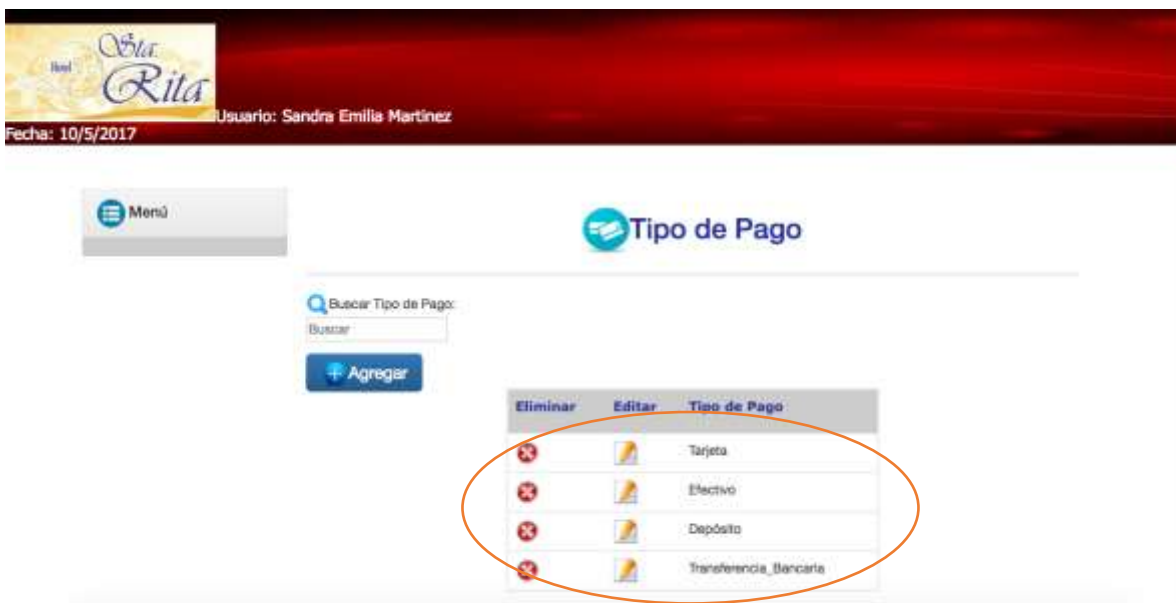 Hotel
Sta.
Rita
Usuario: Sandra Emilia Martinez
Fecha: 10/5/2017
Menú
Tipo de Pago
Buscar Tipo de Pago:
Buscar
Agregar
Eliminar Editar Tipo de Pago
Tarjeta
Efectivo
Depósito
Transferencia_Bancaria